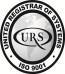 UNITED REGISTRAR OF SYSTEMS
URS
ISO 9001